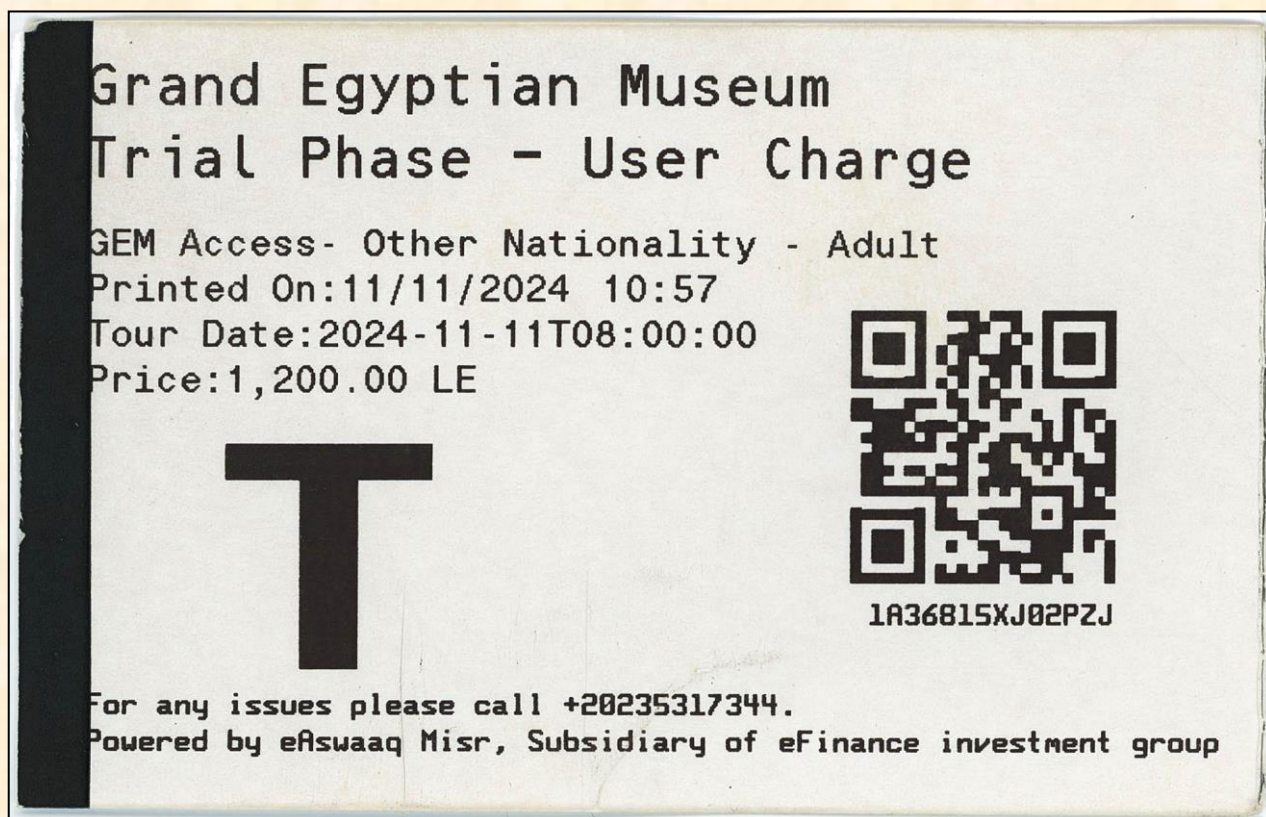 Grand Egyptian Museum
Trial Phase - User Charge
GEM Access- Other Nationality - Adult
Printed On:11/11/2024 10:57
Tour Date:2024-11-11T08:00:00
Price:1,200.00 LE
T
1A36815XJ02PZJ
For any issues please call +20235317344.
Powered by eAswaaq Misr, Subsidiary of eFinance investment group